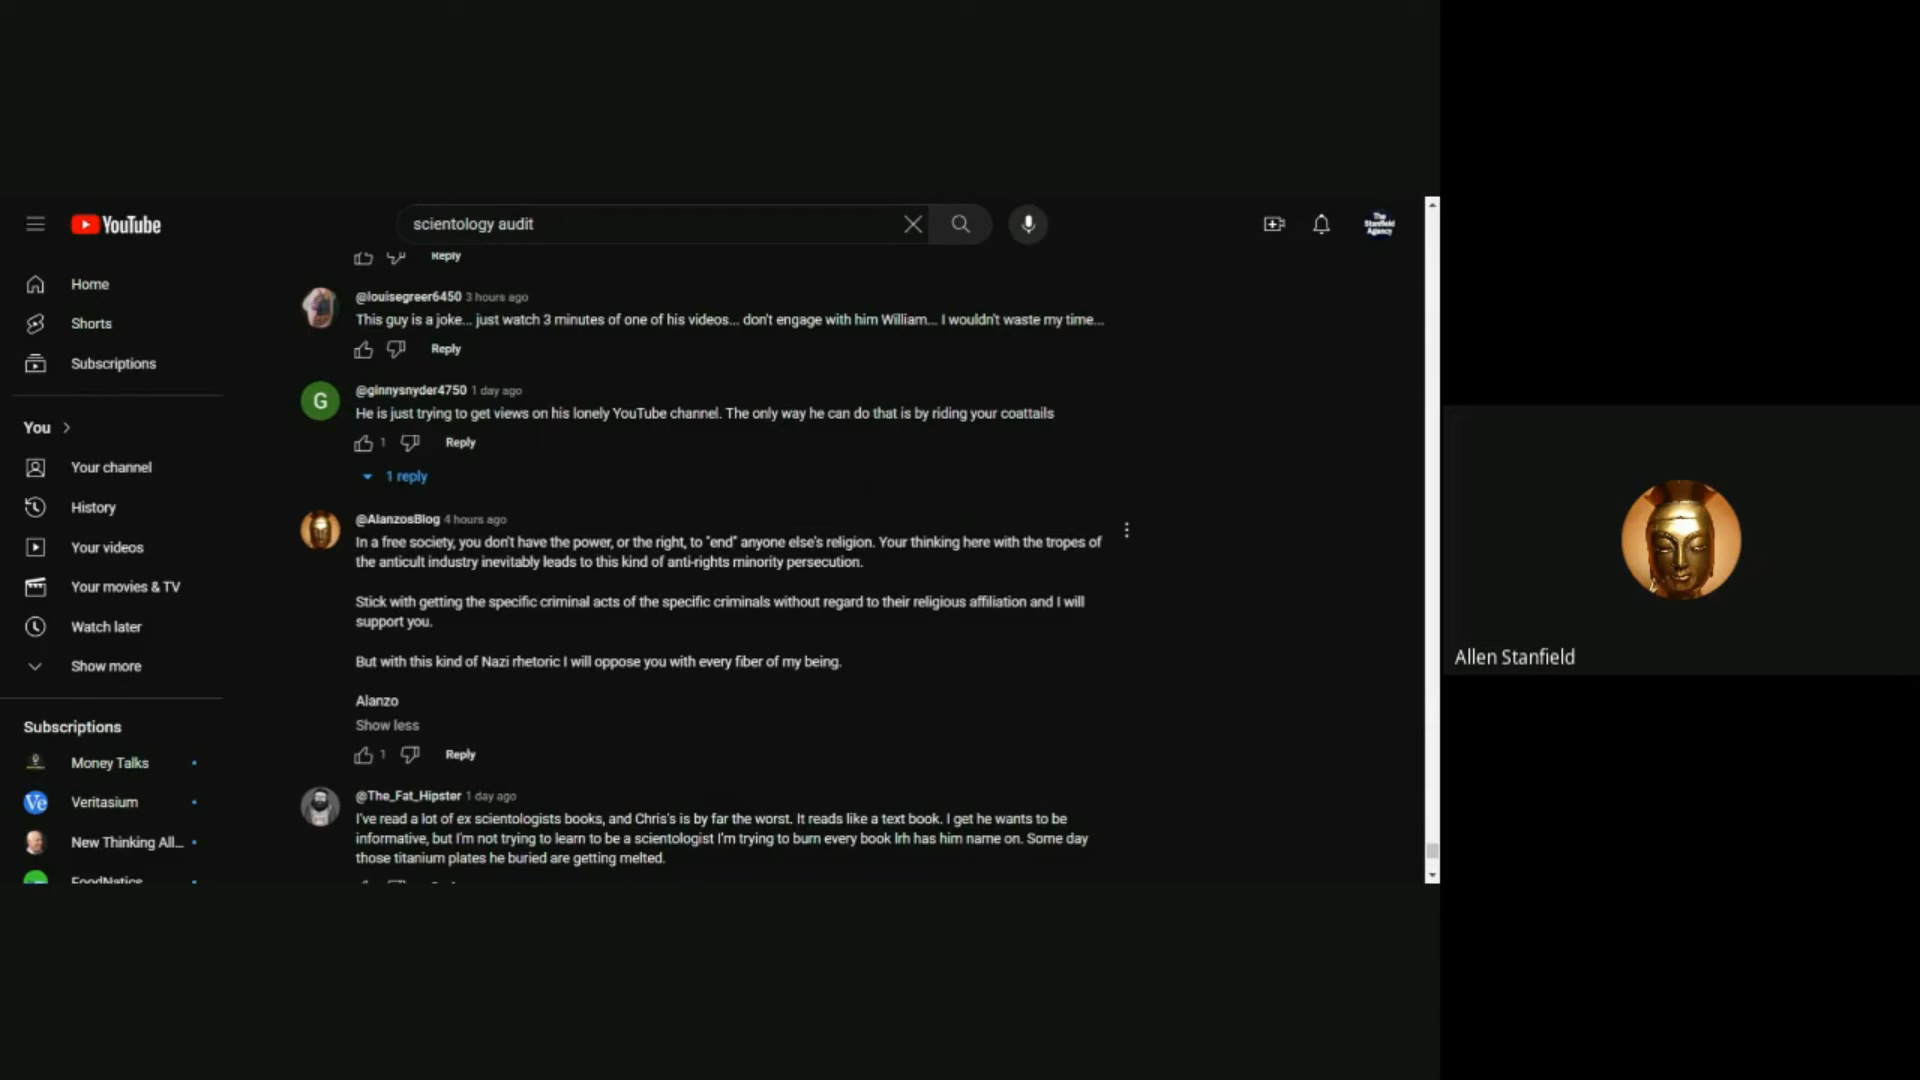 YouTube
scientology audit
The Stanfield Agency
Home
Shorts
Subscriptions
You
Your channel
History
Your videos
Your movies & TV
Watch later
Show more
Subscriptions
Money Talks
Veritasium
New Thinking All...
FoodNatics
Reply
@louisegreer6450 3 hours ago
This guy is a joke... just watch 3 minutes of one of his videos... don't engage with him William... I wouldn't waste my time...
Reply
G
@ginnysnyder4750 1 day ago
He is just trying to get views on his lonely YouTube channel. The only way he can do that is by riding your coattails
1 Reply
1 reply
@AlanzosBlog 4 hours ago
In a free society, you don't have the power, or the right, to "end" anyone else's religion. Your thinking here with the tropes of
the anticult industry inevitably leads to this kind of anti-rights minority persecution.
Stick with getting the specific criminal acts of the specific criminals without regard to their religious affiliation and I will
support you.
But with this kind of Nazi rhetoric I will oppose you with every fiber of my being.
Alanzo
Show less
1 Reply
@The_Fat_Hipster 1 day ago
I've read a lot of ex scientologists books, and Chris's is by far the worst. It reads like a text book. I get he wants to be
informative, but I'm not trying to learn to be a scientologist I'm trying to burn every book lrh has him name on. Some day
those titanium plates he buried are getting melted.
Allen Stanfield
Ve